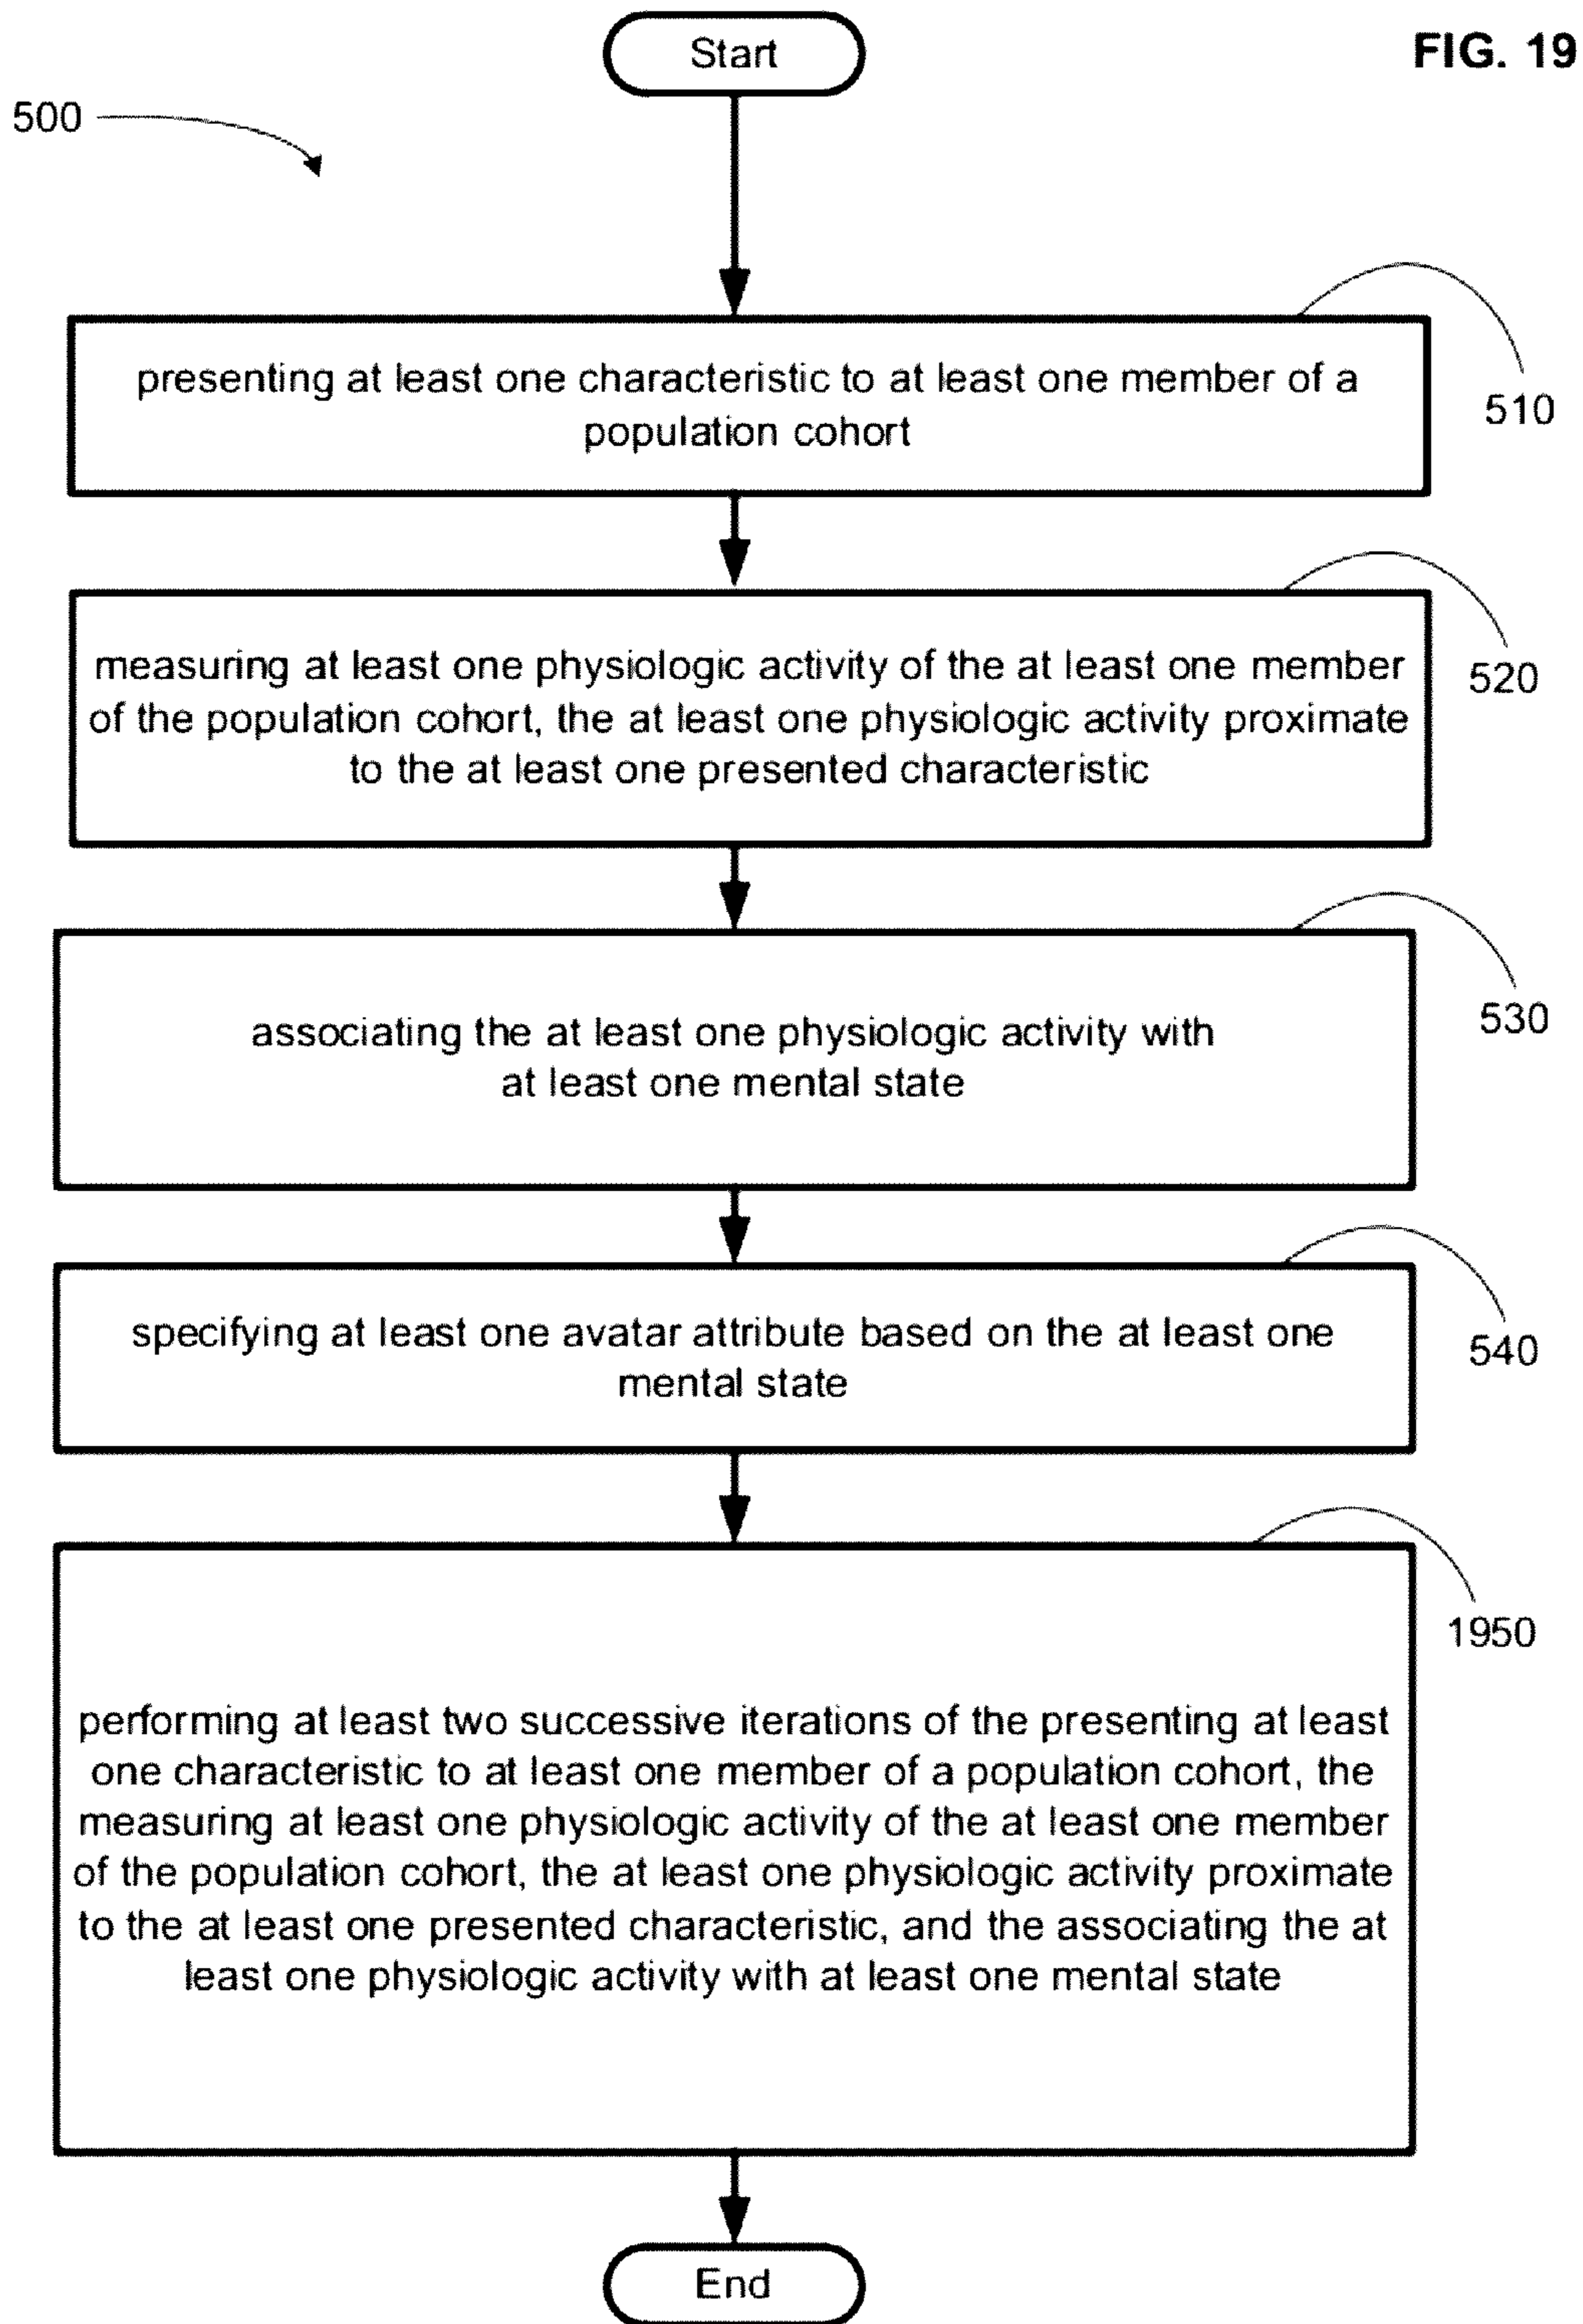 Start
FIG. 19
500
presenting at least one characteristic to at least one member of a
population cohort
510
measuring at least one physiologic activity of the at least one member
of the population cohort, the at least one physiologic activity proximate
to the at least one presented characteristic
520
associating the at least one physiologic activity with
at least one mental state
530
specifying at least one avatar attribute based on the at least one
mental state
540
performing at least two successive iterations of the presenting at least
one characteristic to at least one member of a population cohort, the
measuring at least one physiologic activity of the at least one member
of the population cohort, the at least one physiologic activity proximate
to the at least one presented characteristic, and the associating the at
least one physiologic activity with at least one mental state
1950
End